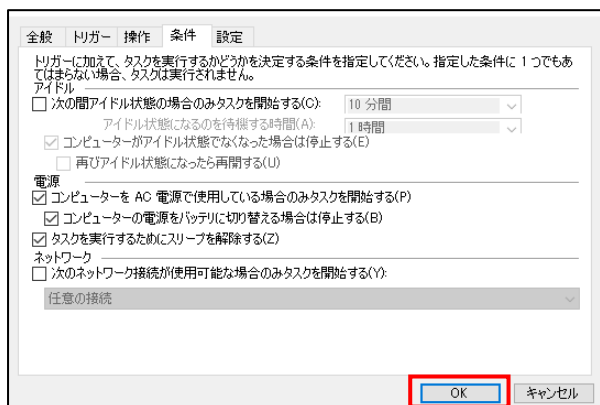 全般 トリガー 操作 条件 設定
トリガーに加えて、タスクを実行するかどうかを決定する条件を指定してください。指定した条件に 1 つでもあ
てはまらない場合、タスクは実行されません。
アイドル
次の間アイドル状態の場合のみタスクを開始する(C): 10 分間
アイドル状態になるのを待機する時間(A): 1 時間
コンピューターがアイドル状態でなくなった場合は停止する(E)
再びアイドル状態になったら再開する(U)
電源
コンピューターを AC 電源で使用している場合のみタスクを開始する(P)
コンピューターの電源をバッテリに切り替える場合は停止する(B)
タスクを実行するためにスリープを解除する(Z)
ネットワーク
次のネットワーク接続が使用可能な場合のみタスクを開始する(Y):
任意の接続
OK キャンセル